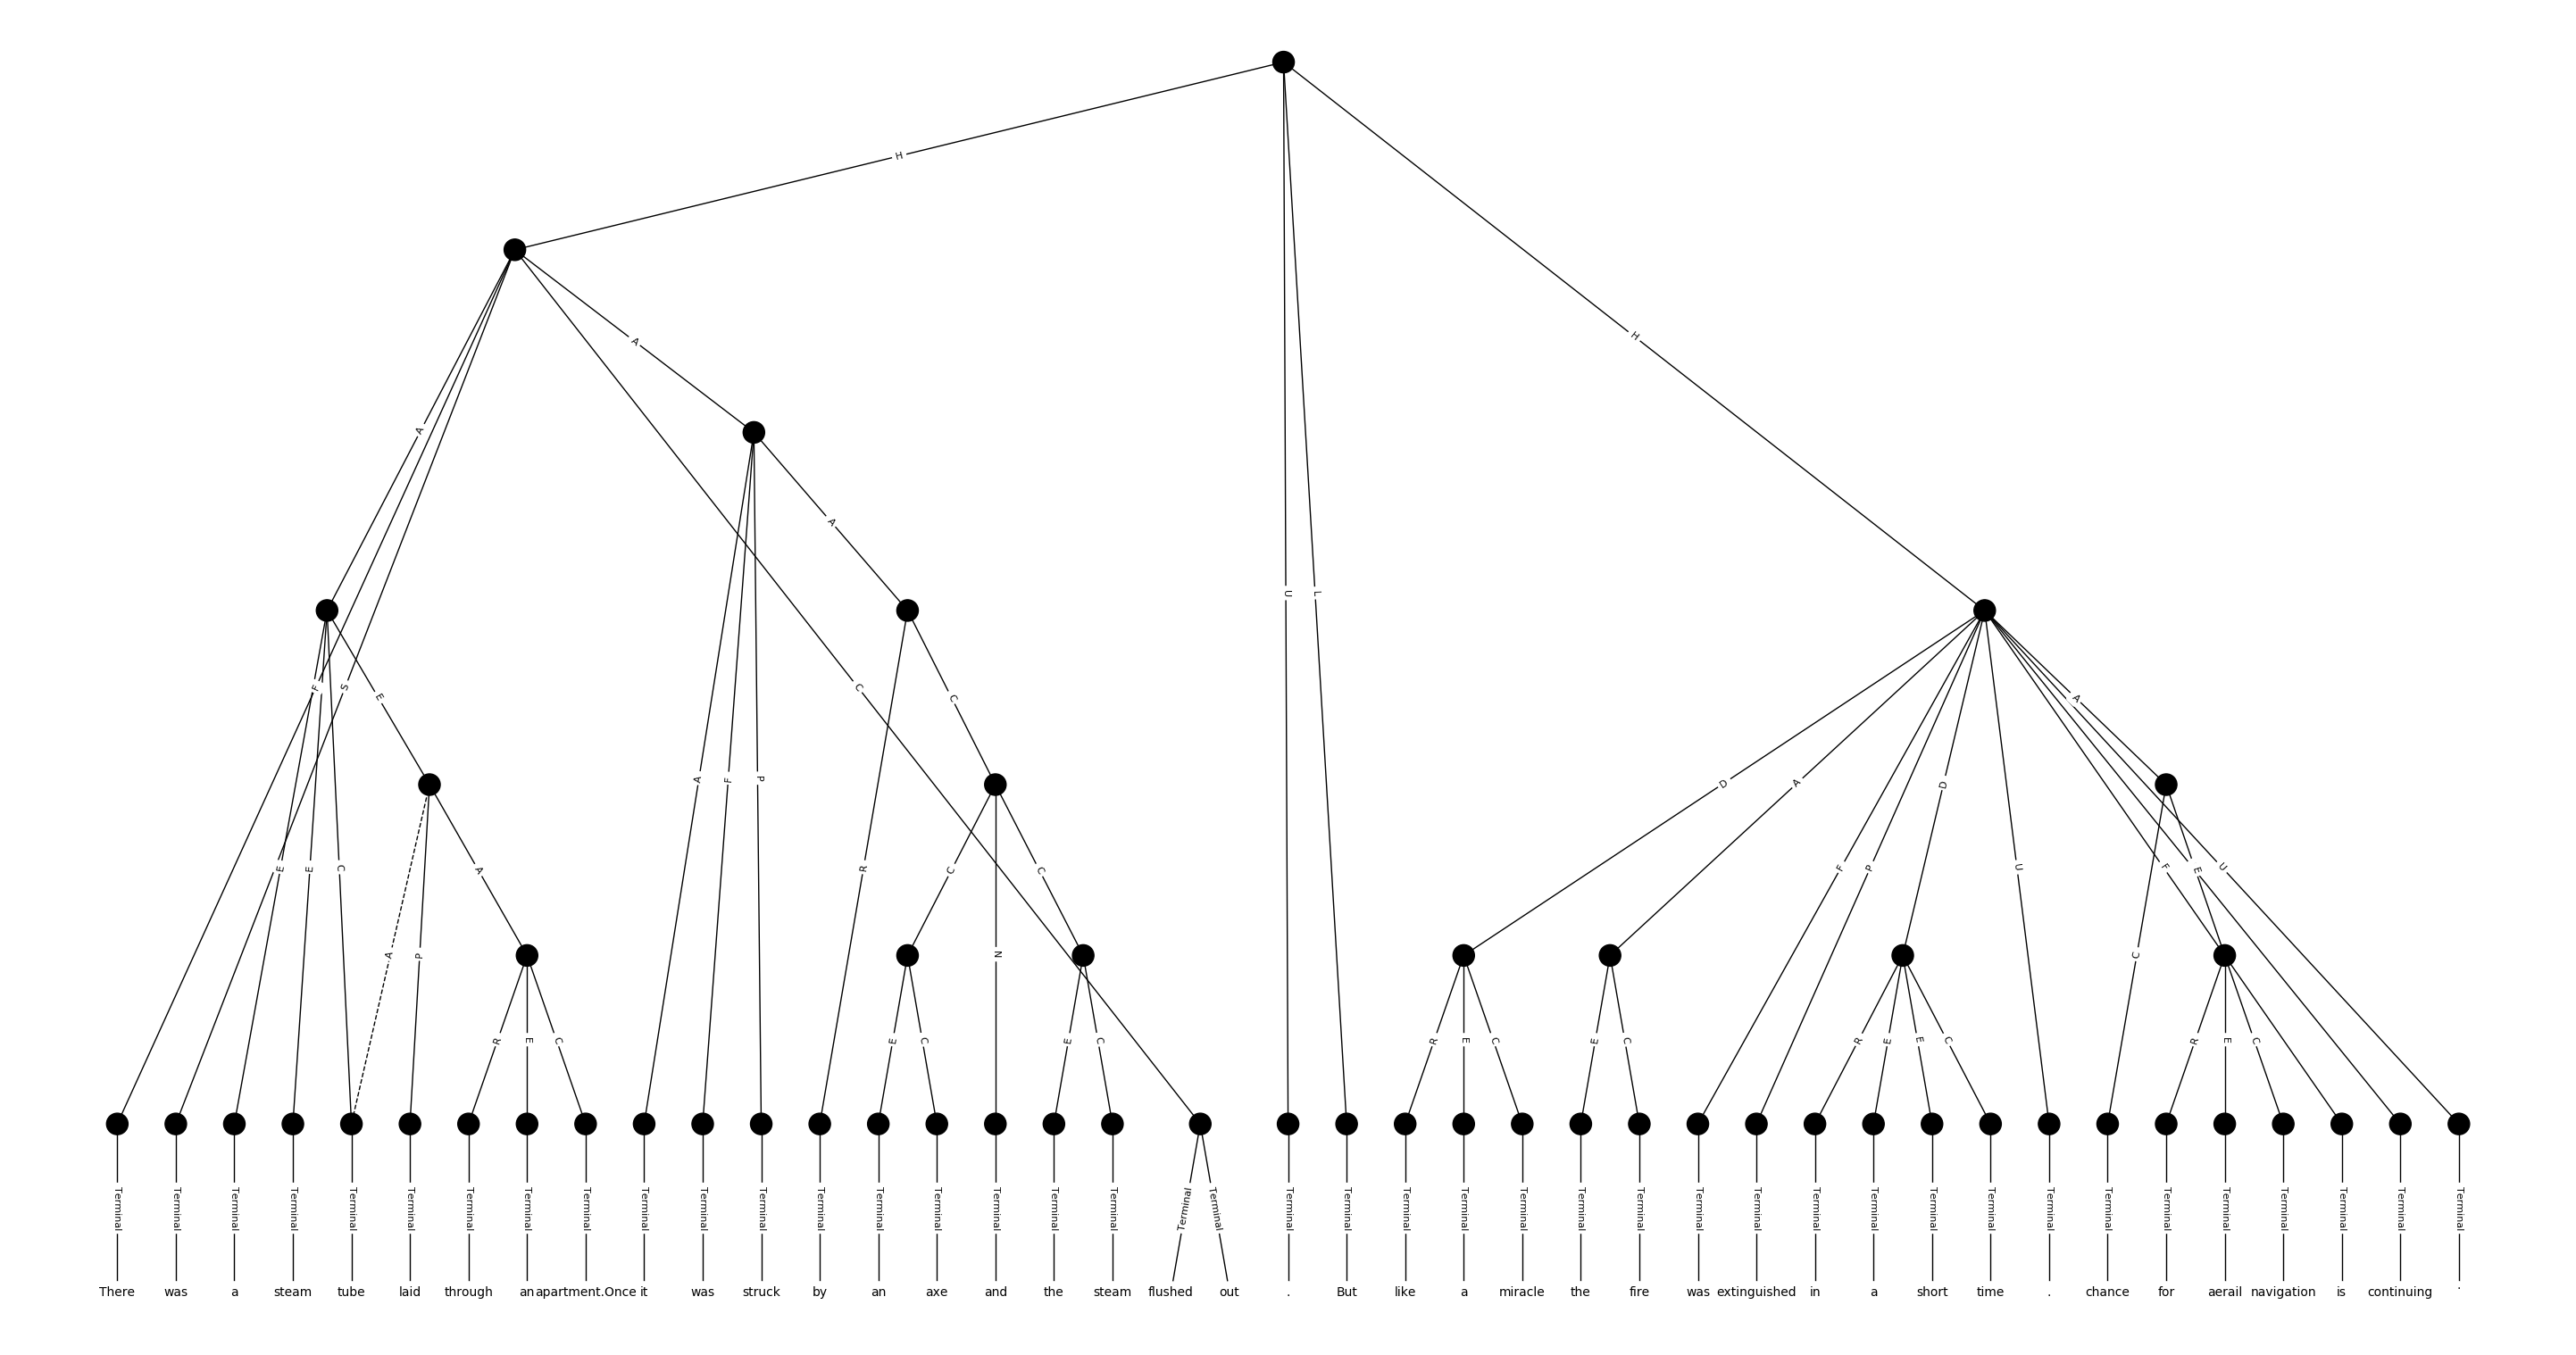 H
A
A
A
H
U
L
F
S
E
C
C
A
F
P
D
A
D
A
E
E
C
A
R
C
C
F
P
U
F
E
U
A
P
N
C
R
E
C
E
C
E
C
R
E
C
E
C
R
E
E
C
R
E
C
Terminal Terminal Terminal Terminal Terminal Terminal Terminal Terminal Terminal Terminal Terminal Terminal Terminal Terminal Terminal Terminal Terminal Terminal Terminal Terminal Terminal Terminal Terminal Terminal Terminal Terminal Terminal Terminal Terminal Terminal Terminal Terminal Terminal Terminal Terminal Terminal Terminal Terminal Terminal Terminal Terminal
There was a steam tube laid through an apartment.Once it was struck by an axe and the steam flushed out . But like a miracle the fire was extinguished in a short time . chance for aerail navigation is continuing .